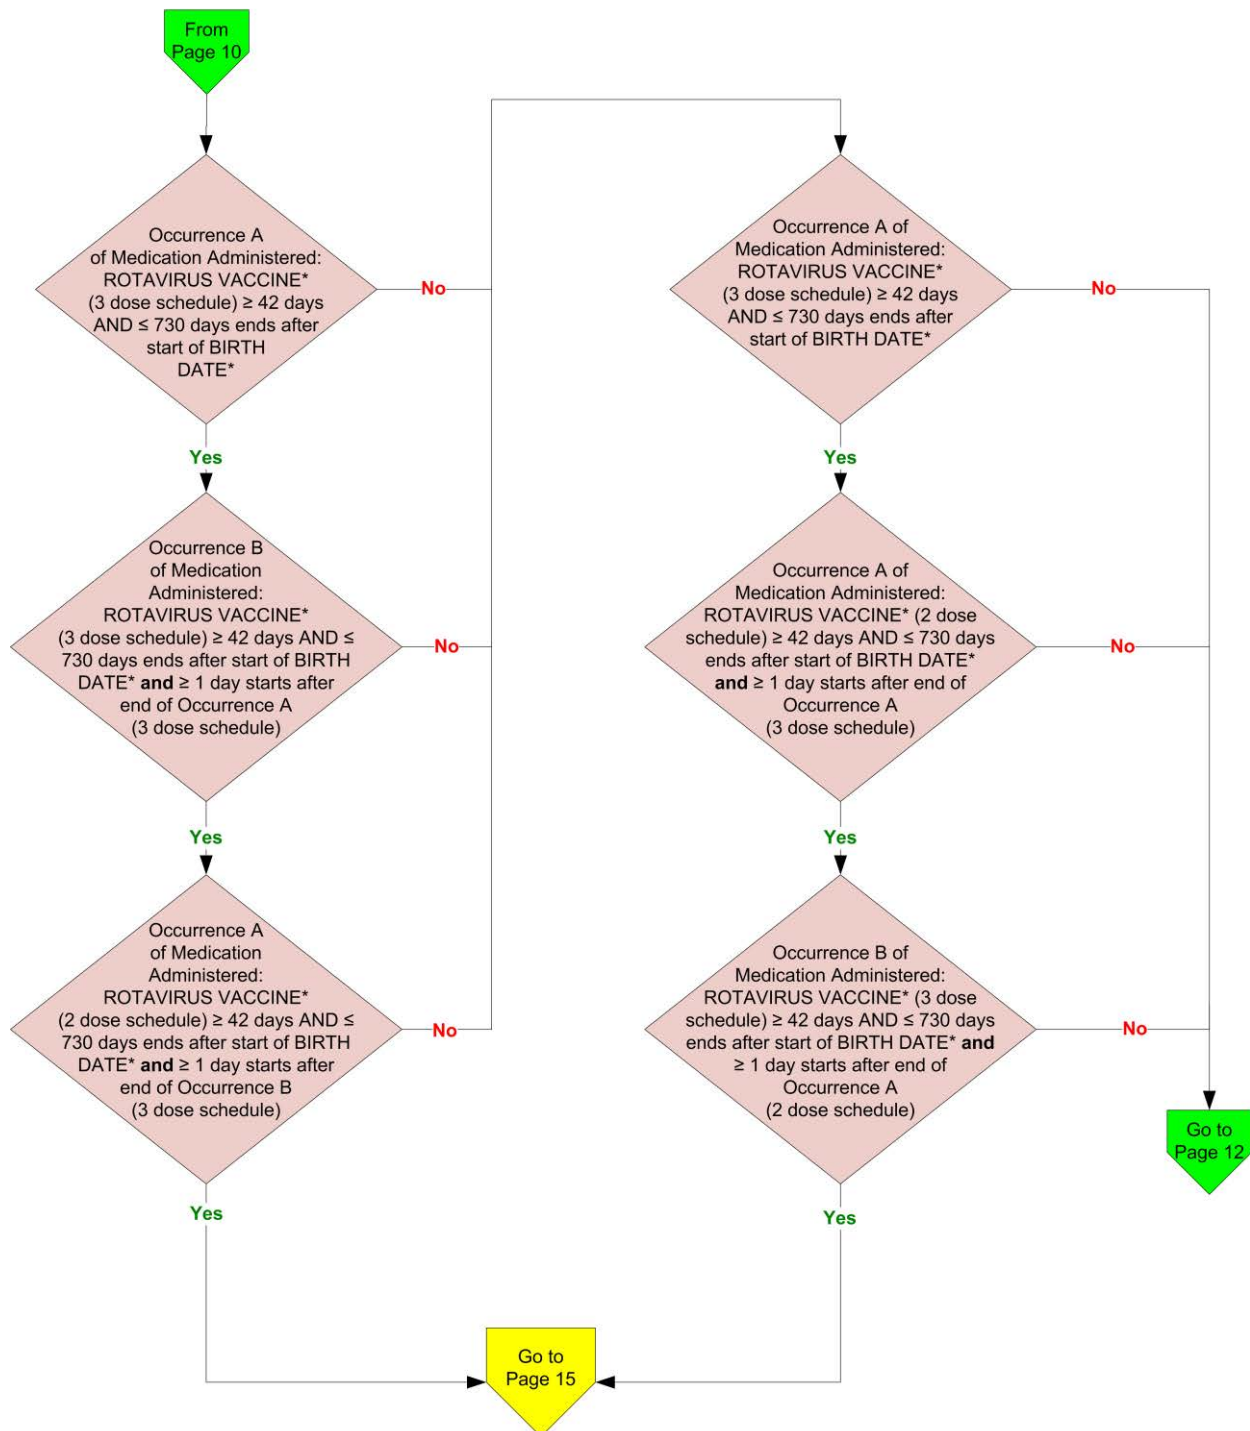 From
Page 10
Occurrence A
of Medication Administered:
ROTAVIRUS VACCINE*
(3 dose schedule) ≥ 42 days
AND ≤ 730 days ends after
start of BIRTH
DATE*
No
Yes
Occurrence B
of Medication
Administered:
ROTAVIRUS VACCINE*
(3 dose schedule) ≥ 42 days AND ≤
730 days ends after start of BIRTH
DATE* and ≥ 1 day starts after
end of Occurrence A
(3 dose schedule)
No
Yes
Occurrence A
of Medication
Administered:
ROTAVIRUS VACCINE*
(2 dose schedule) ≥ 42 days AND ≤
730 days ends after start of BIRTH
DATE* and ≥ 1 day starts after
end of Occurrence B
(3 dose schedule)
No
Yes
Occurrence A of
Medication Administered:
ROTAVIRUS VACCINE*
(3 dose schedule) ≥ 42 days
AND ≤ 730 days ends after
start of BIRTH DATE*
No
Yes
Occurrence A of
Medication Administered:
ROTAVIRUS VACCINE* (2 dose
schedule) ≥ 42 days AND ≤ 730 days
ends after start of BIRTH DATE*
and ≥ 1 day starts after end of
Occurrence A
(3 dose schedule)
No
Yes
Occurrence B of
Medication Administered:
ROTAVIRUS VACCINE* (3 dose
schedule) ≥ 42 days AND ≤ 730 days
ends after start of BIRTH DATE* and
≥ 1 day starts after end of
Occurrence A
(2 dose schedule)
No
Yes
Go to
Page 12
Go to
Page 15